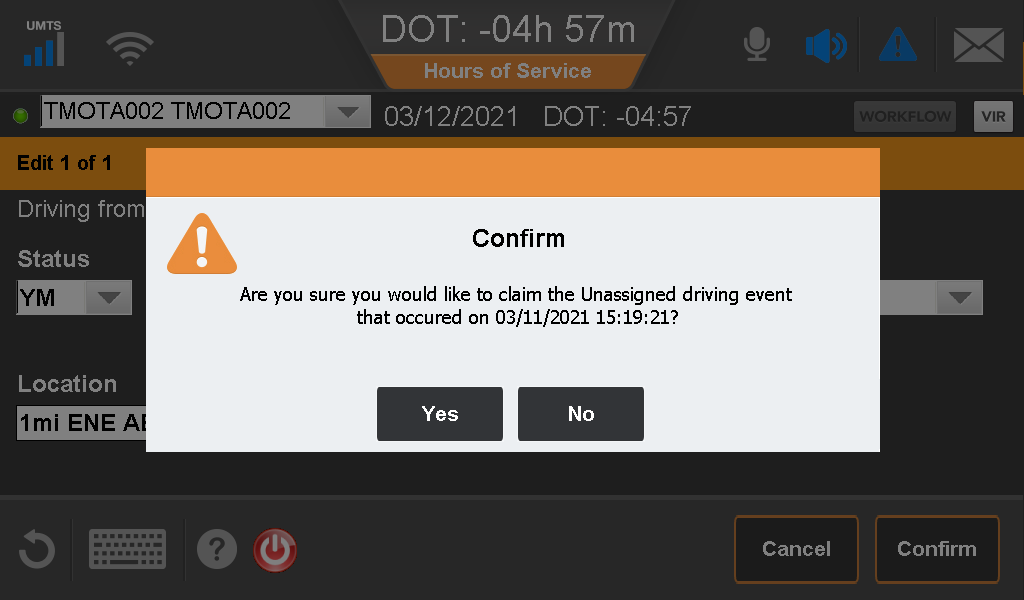 UMTS
DOT: -04h 57m
Hours of Service
TMOTA002 TMOTA002
03/12/2021
DOT: -04:57
WORKFLOW
VIR
Edit 1 of 1
Driving from
Confirm
Status
YM
Are you sure you would like to claim the Unassigned driving event
that occured on 03/11/2021 15:19:21?
Location
1mi ENE
Yes
No
?
Cancel
Confirm